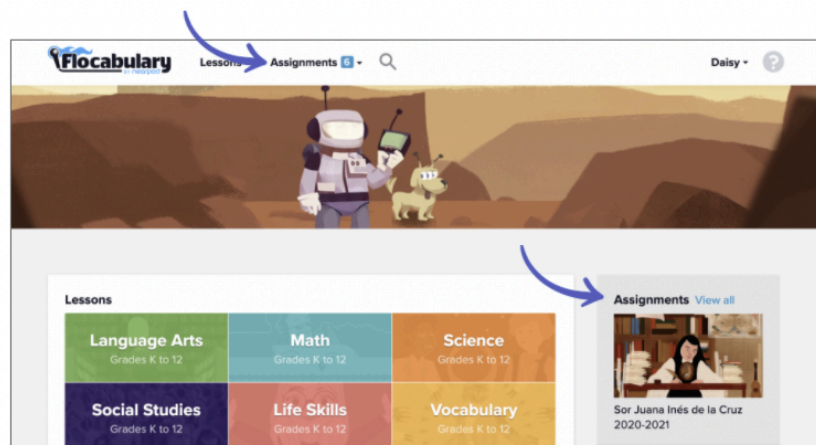 Flocabulary
by nearpod
Lessons
Assignments 6
Daisy
?
Lessons
Language Arts
Grades K to 12
Math
Grades K to 12
Science
Grades K to 12
Social Studies
Grades K to 12
Life Skills
Grades K to 12
Vocabulary
Grades K to 12
Assignments View all
Sor Juana Inés de la Cruz
2020-2021